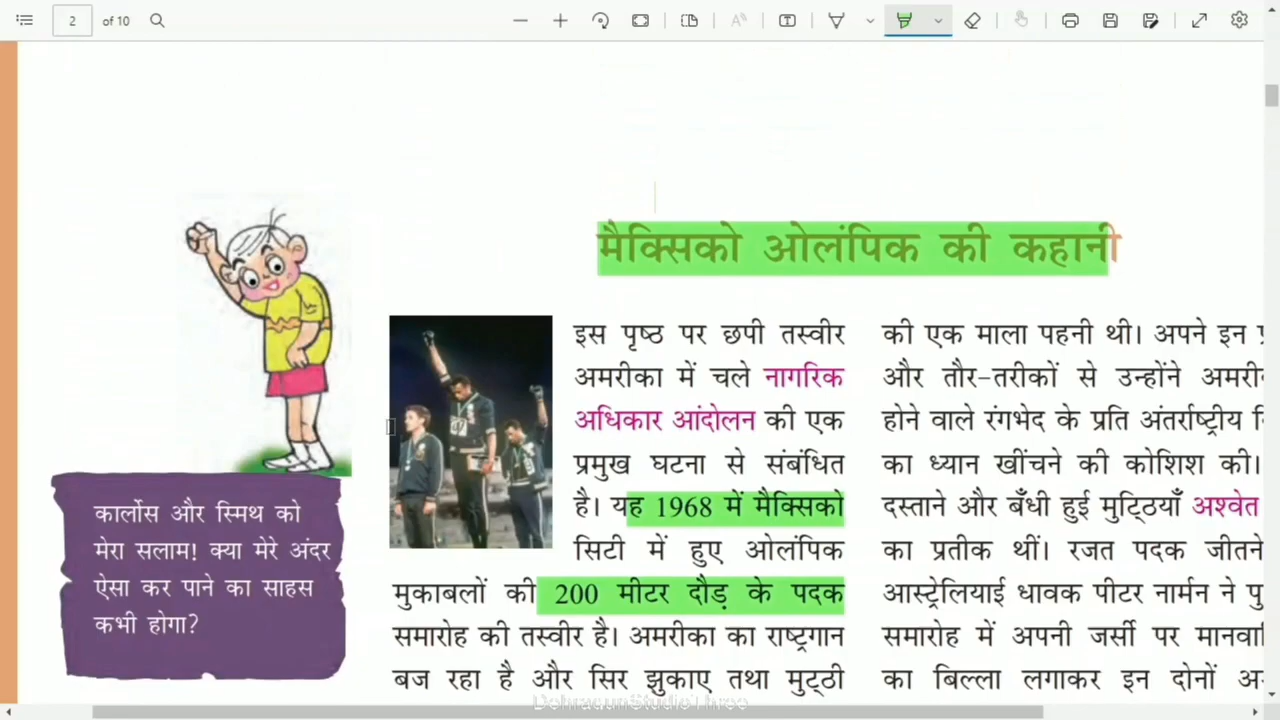 2 of 10
मैक्सिको ओलंपिक की कहानी
इस पृष्ठ पर छपी तस्वीर
अमरीका में चले नागरिक
अधिकार आंदोलन की एक
प्रमुख घटना से संबंधित
है। यह 1968 में मैक्सिको
सिटी में हुए ओलंपिक
मुकाबलों की 200 मीटर दौड़ के पदक
समारोह की तस्वीर है। अमरीका का राष्ट्रगान
बज रहा है और सिर झुकाए तथा मुट्ठी
की एक माला पहनी थी। अपने इन
और तौर-तरीकों से उन्होंने
होने वाले रंगभेद के प्रति अंतर्राष्ट्रीय
का ध्यान खींचने की कोशिश की।
दस्ताने और बँधी हुई मुट्ठियाँ अश्वेत
का प्रतीक थीं। रजत पदक जीतने
आस्ट्रेलियाई धावक पीटर नार्मन ने
समारोह में अपनी जर्सी पर
का बिल्ला लगाकर इन दोनों
कार्लोस और स्मिथ को
मेरा सलाम! क्या मेरे अंदर
ऐसा कर पाने का साहस
कभी होगा?
DehradunStudioThree